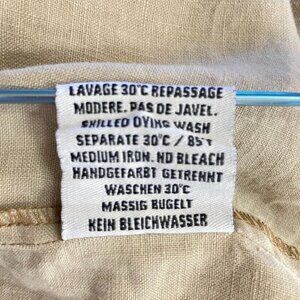 LAVAGE 30°C REPASSAGE
MODERE. PAS DE JAVEL.
SKILLED DYING WASH
SEPARATE 30°C / 85°F
MEDIUM IRON. NO BLEACH
HANDGEFARBT GETRENNT
WASCHEN 30°C
MASSIG BUGELT
KEIN BLEICHWASSER